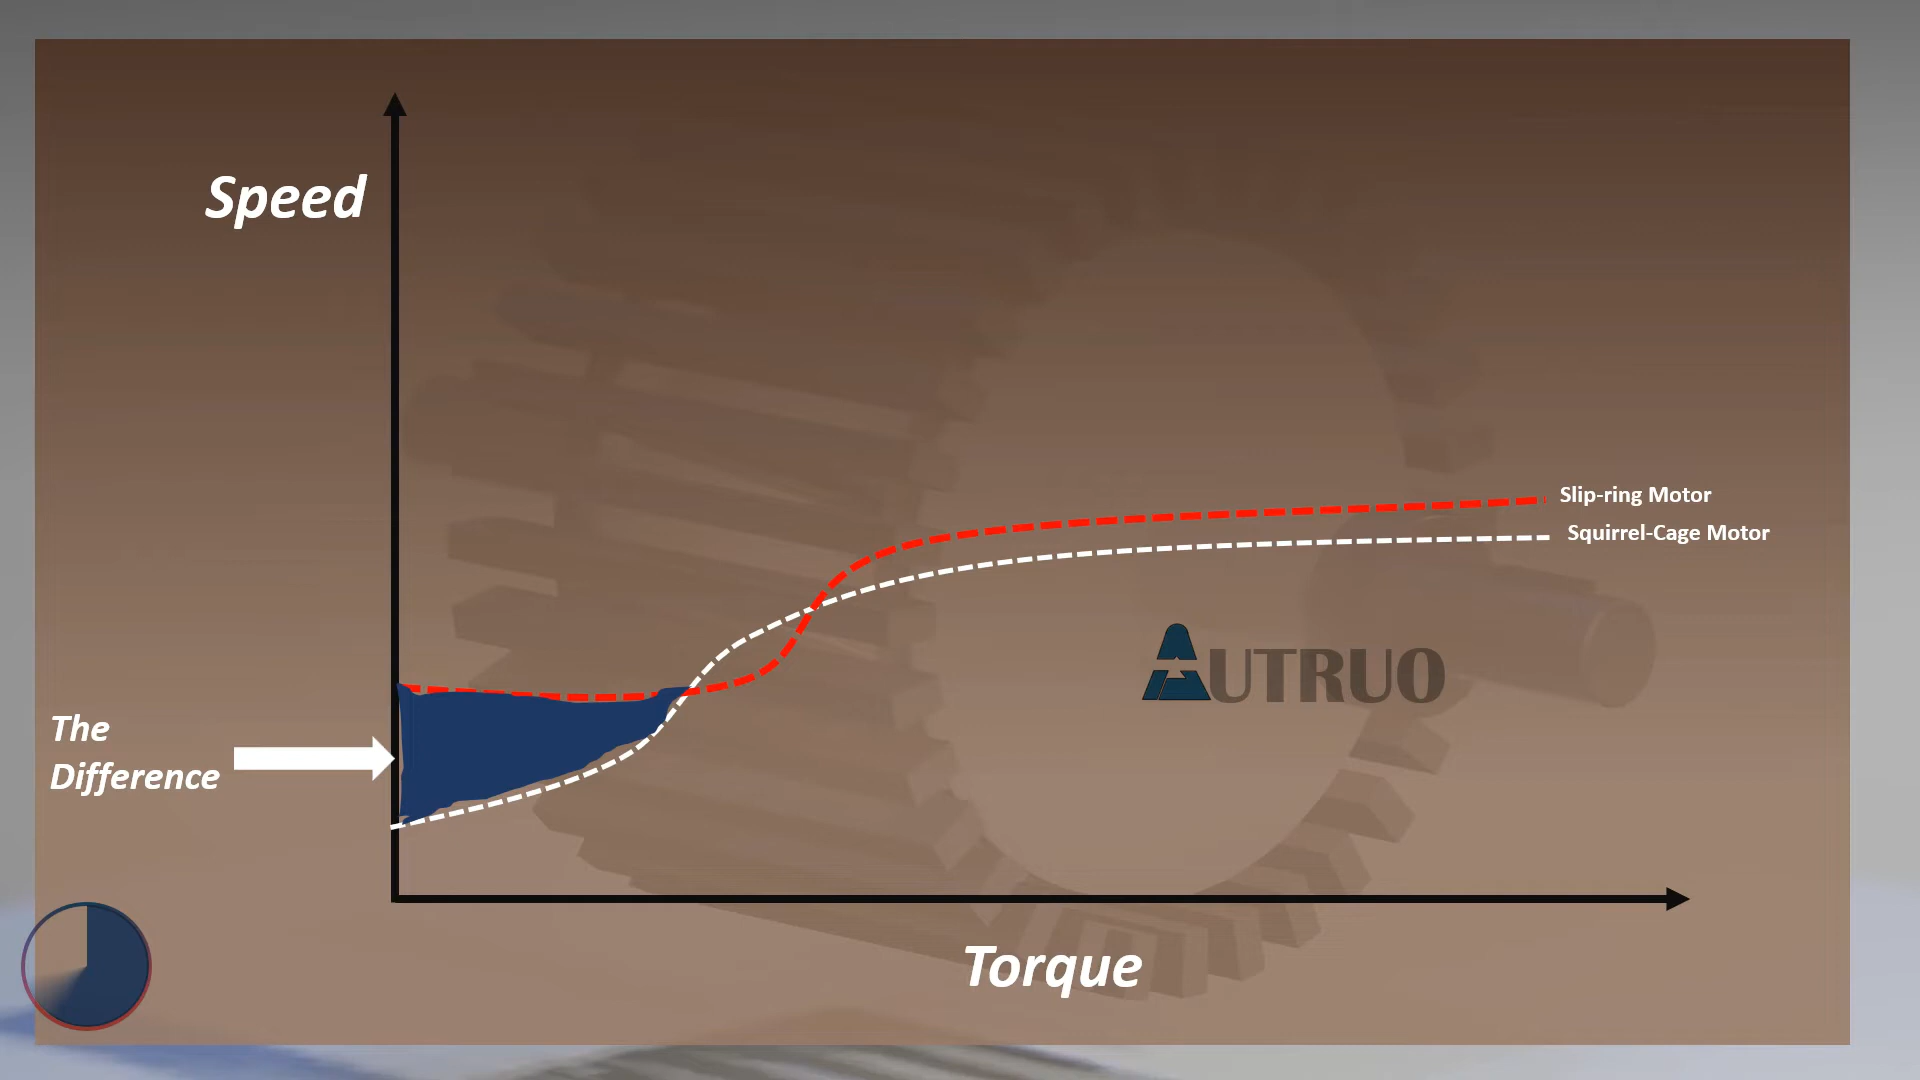 Speed
Slip-ring Motor
Squirrel-Cage Motor
AUTRUO
The
Difference
Torque